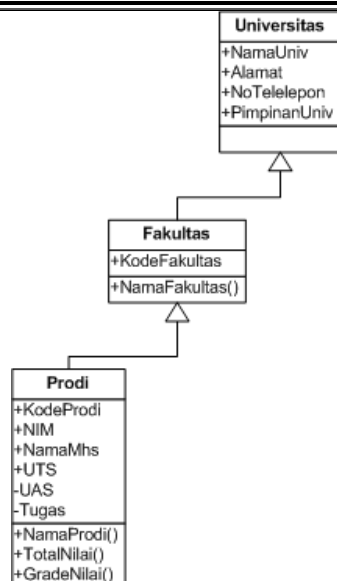 Universitas
+NamaUniv
+Alamat
+NoTelelepon
+PimpinanUniv
Fakultas
+KodeFakultas
+NamaFakultas()
Prodi
+KodeProdi
+NIM
+NamaMhs
+UTS
-UAS
-Tugas
+NamaProdi()
+TotalNilai()
+GradeNilai()